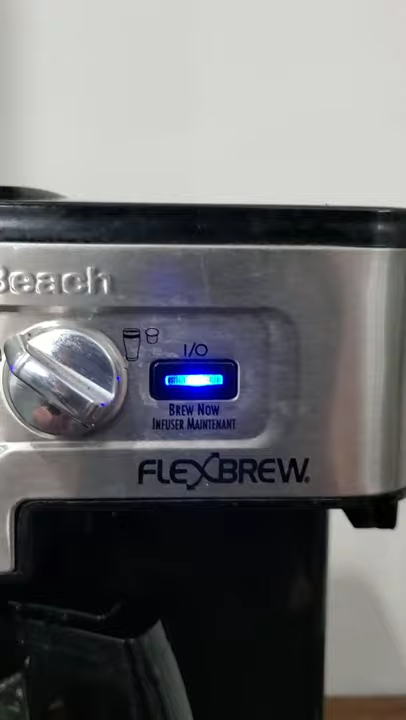 Beach
I/O
BREW NOW
INFUSER MAINTENANT
FLEXBREW®